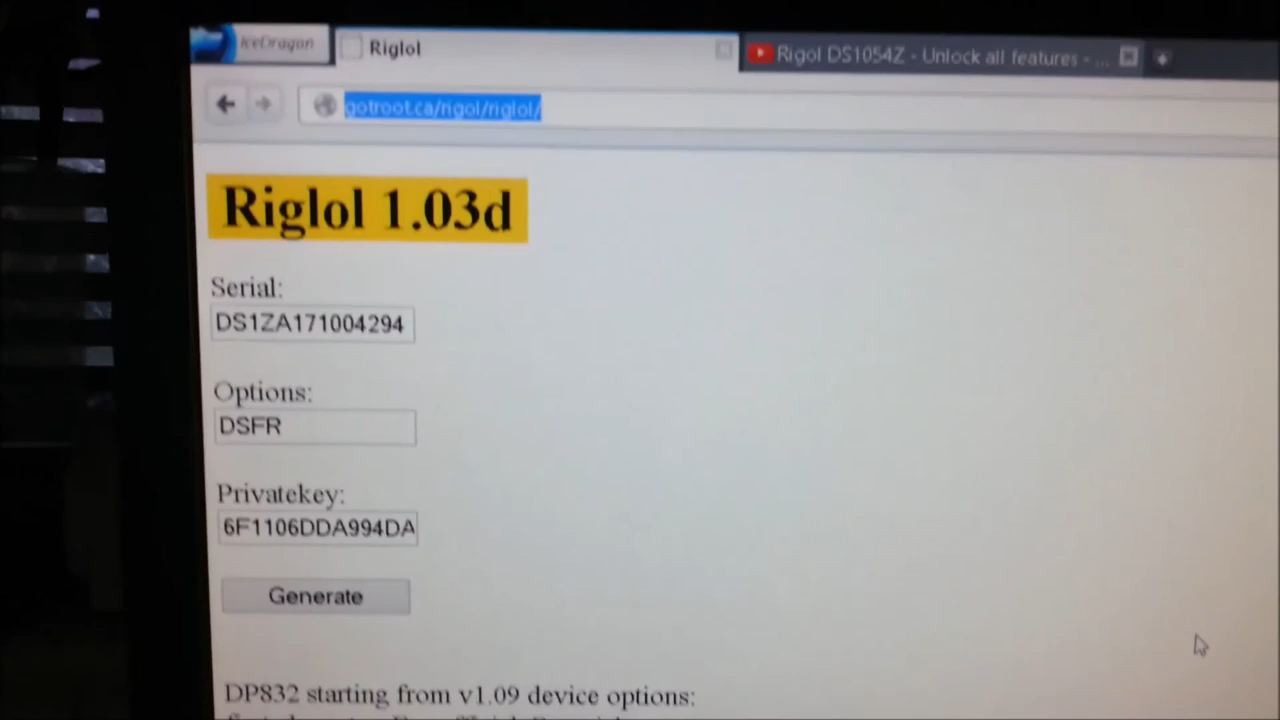 IceDragon
Riglol
Rigol DS1054Z - Unlock all features - ...
gotroot.ca/rigol/riglol/
Riglol 1.03d
Serial:
DS1ZA171004294
Options:
DSFR
Privatekey:
6F1106DDA994DA
Generate
DP832 starting from v1.09 device options: